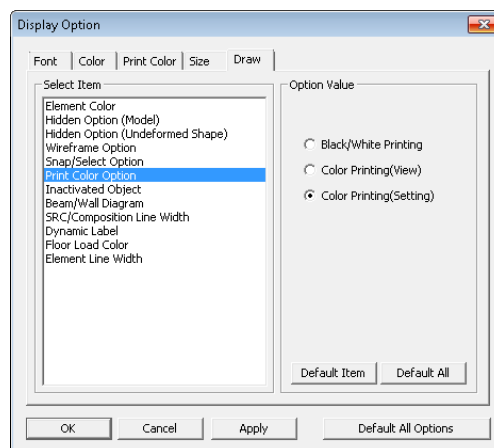 Display Option
Font Color Print Color Size Draw
Select Item
Element Color
Hidden Option (Model)
Hidden Option (Undeformed Shape)
Wireframe Option
Snap/Select Option
Print Color Option
Inactivated Object
Beam/Wall Diagram
SRC/Composition Line Width
Dynamic Label
Floor Load Color
Element Line Width
Option Value
Black/White Printing
Color Printing(View)
Color Printing(Setting)
Default Item Default All
OK Cancel Apply Default All Options